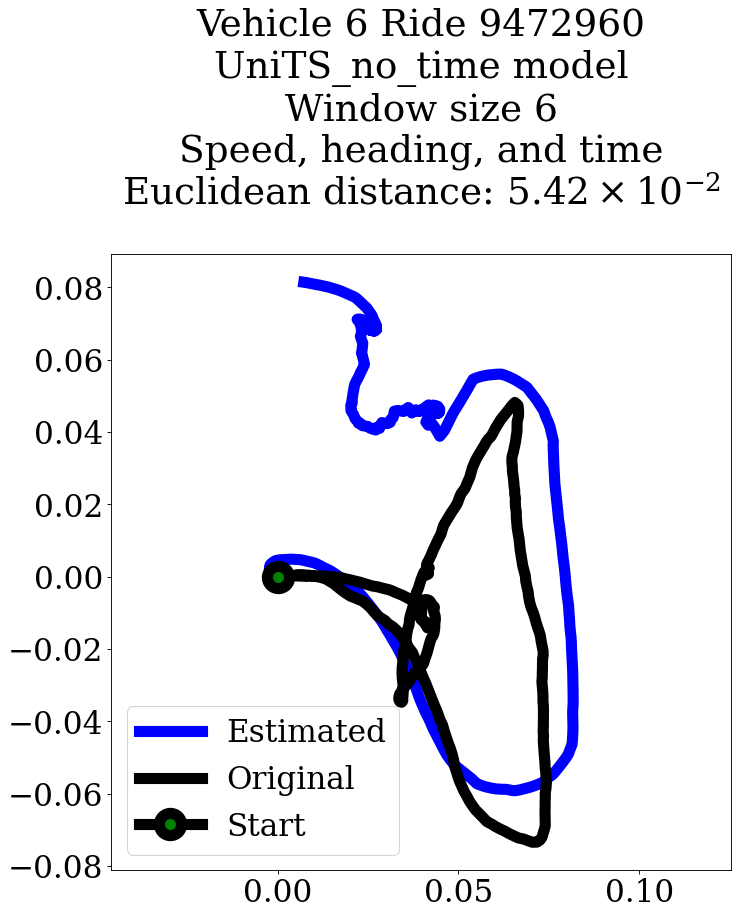 Vehicle 6 Ride 9472960
UniTS_no_time model
Window size 6
Speed, heading, and time
Euclidean distance: 5.42 × 10⁻²
0.08
0.06
0.04
0.02
0.00
−0.02
−0.04
−0.06
−0.08
Estimated
Original
Start
0.00 0.05 0.10